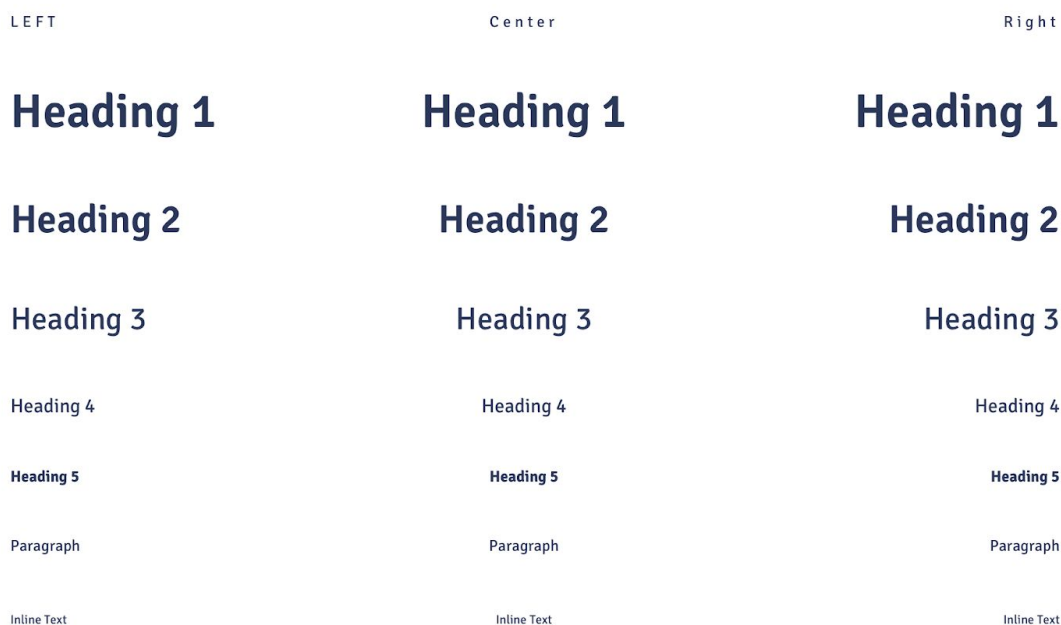 LEFT Center Right
Heading 1 Heading 1 Heading 1
Heading 2 Heading 2 Heading 2
Heading 3 Heading 3 Heading 3
Heading 4 Heading 4 Heading 4
Heading 5 Heading 5 Heading 5
Paragraph Paragraph Paragraph
Inline Text Inline Text Inline Text